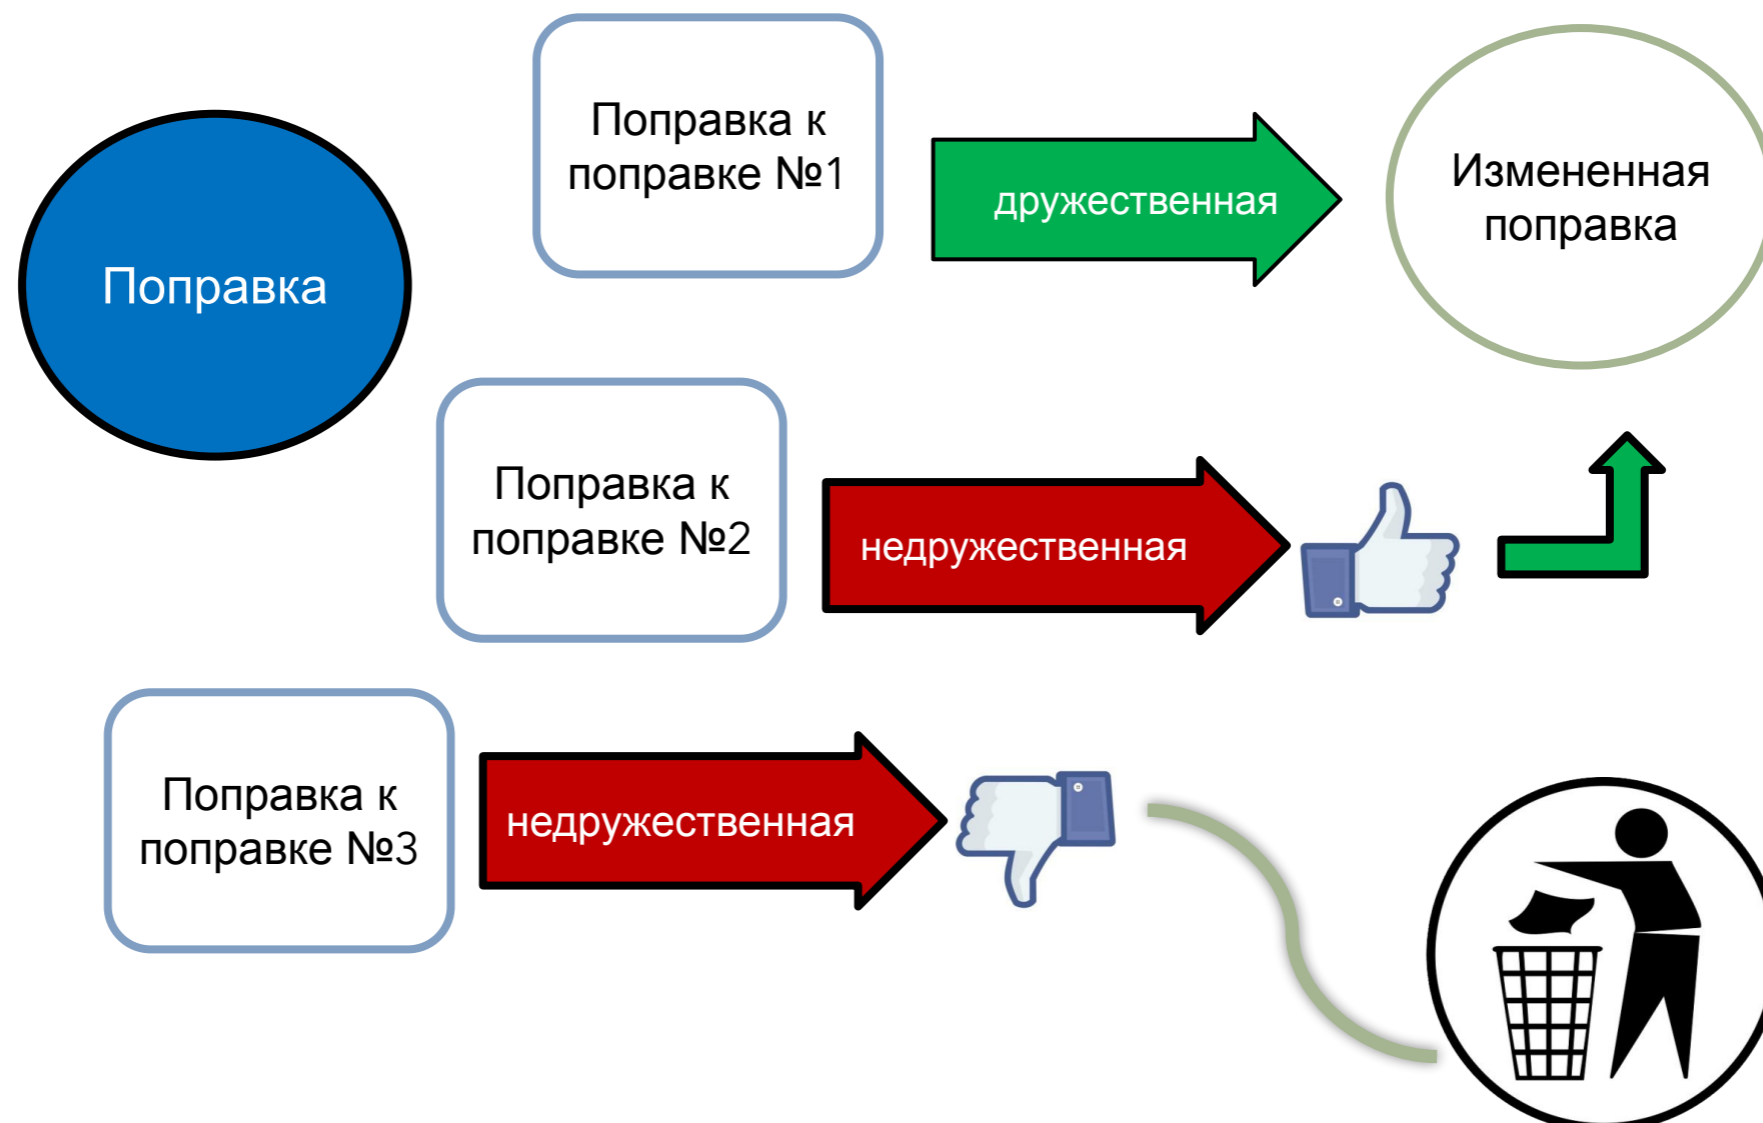 Поправка
Поправка к
поправке №1
дружественная
Измененная
поправка
Поправка к
поправке №2
недружественная
Поправка к
поправке №3
недружественная